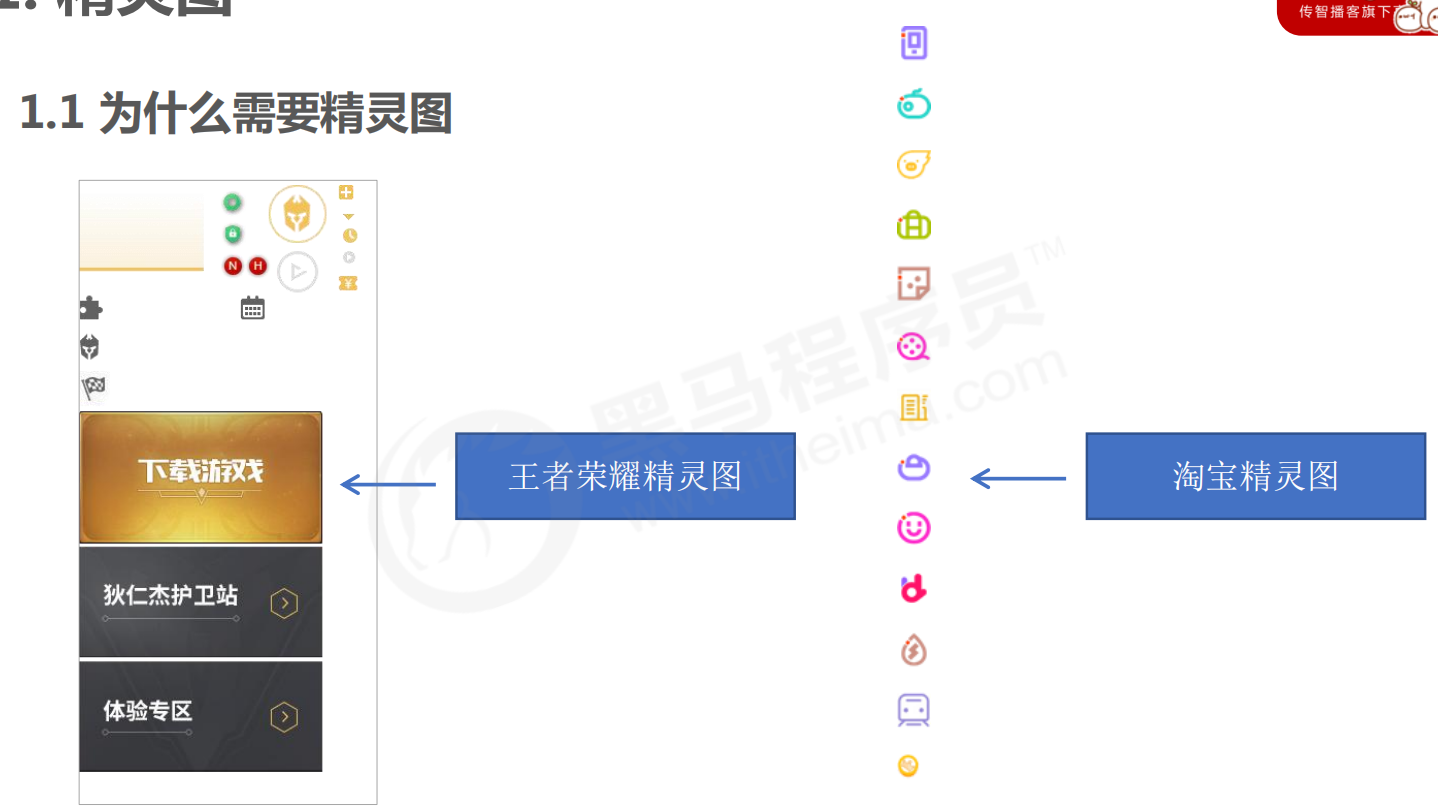 1. 精灵图
传智播客旗下
1.1 为什么需要精灵图
N H
下载游戏
王者荣耀精灵图
淘宝精灵图
狄仁杰护卫站
体验专区
黑马程序员™
www.itheima.com